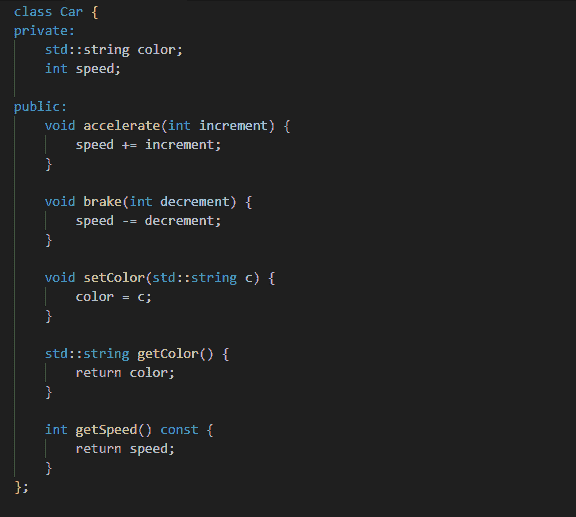 class Car {
private:
    std::string color;
    int speed;

public:
    void accelerate(int increment) {
        speed += increment;
    }

    void brake(int decrement) {
        speed -= decrement;
    }

    void setColor(std::string c) {
        color = c;
    }

    std::string getColor() {
        return color;
    }

    int getSpeed() const {
        return speed;
    }
};